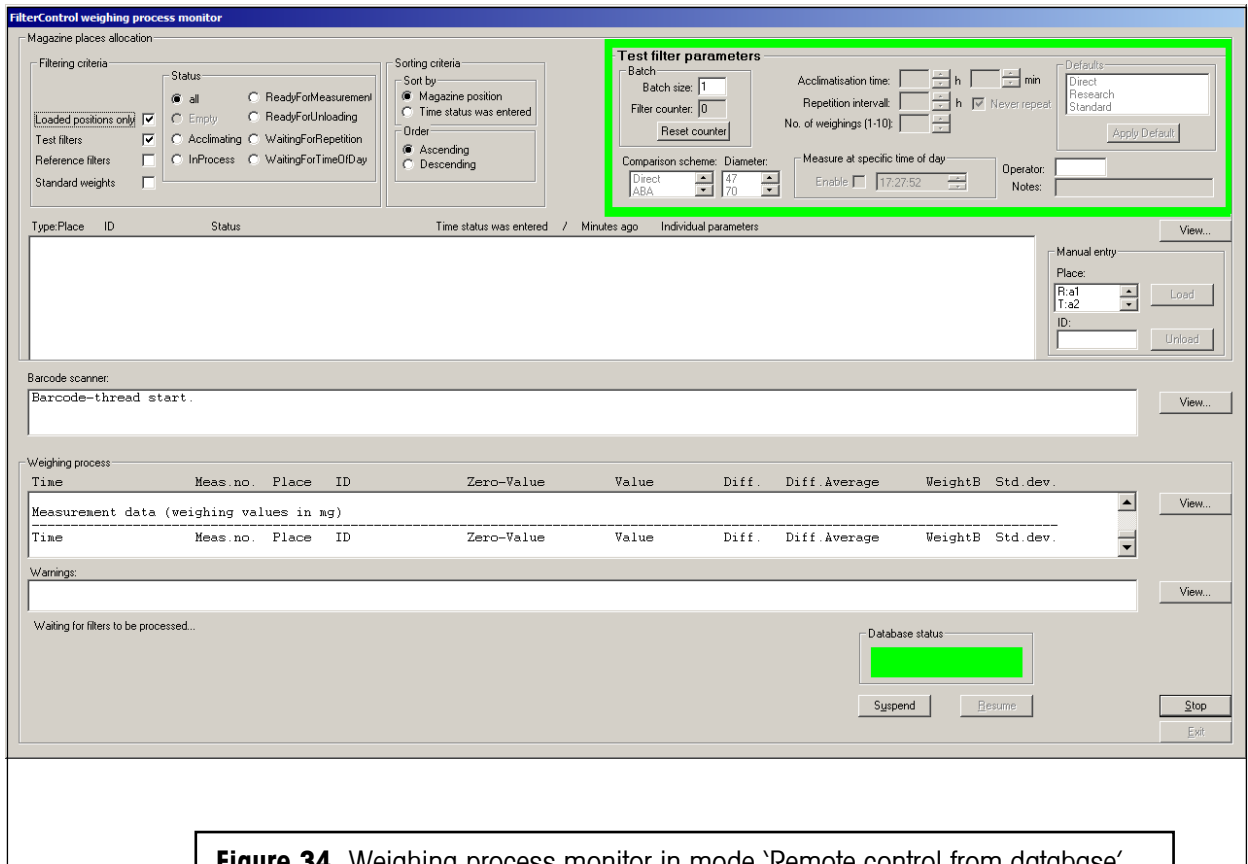 FilterControl weighing process monitor
Magazine places allocation
Filtering criteria
Loaded positions only
Test filters
Reference filters
Standard weights
Status
all
ReadyForMeasurement
Empty
ReadyForUnloading
Acclimating
WaitingForRepetition
InProcess
WaitingForTimeOfDay
Sorting criteria
Sort by
Magazine position
Time status was entered
Order
Ascending
Descending
Test filter parameters
Batch
Batch size: 1
Filter counter: 0
Reset counter
Acclimatisation time: h min
Repetition intervall: h Never repeat
No. of weighings (1-10):
Defaults
Direct
Research
Standard
Apply Default
Comparison scheme: Diameter:
Direct 47
ABA 70
Measure at specific time of day
Enable 17:27:52
Operator:
Notes:
Type:Place ID Status Time status was entered / Minutes ago Individual parameters
View...
Manual entry
Place:
R:a1
T:a2
Load
ID:
Unload
Barcode scanner:
Barcode-thread start.
View...
Weighing process
Time Meas.no. Place ID Zero-Value Value Diff. Diff.Average WeightB Std.dev.
Measurement data (weighing values in mg)
Time Meas.no. Place ID Zero-Value Value Diff. Diff.Average WeightB Std.dev.
View...
Warnings:
View...
Waiting for filters to be processed...
Database status
Suspend
Resume
Stop
Exit
Figure 34 Weighing process monitor in mode `Remote control from database'